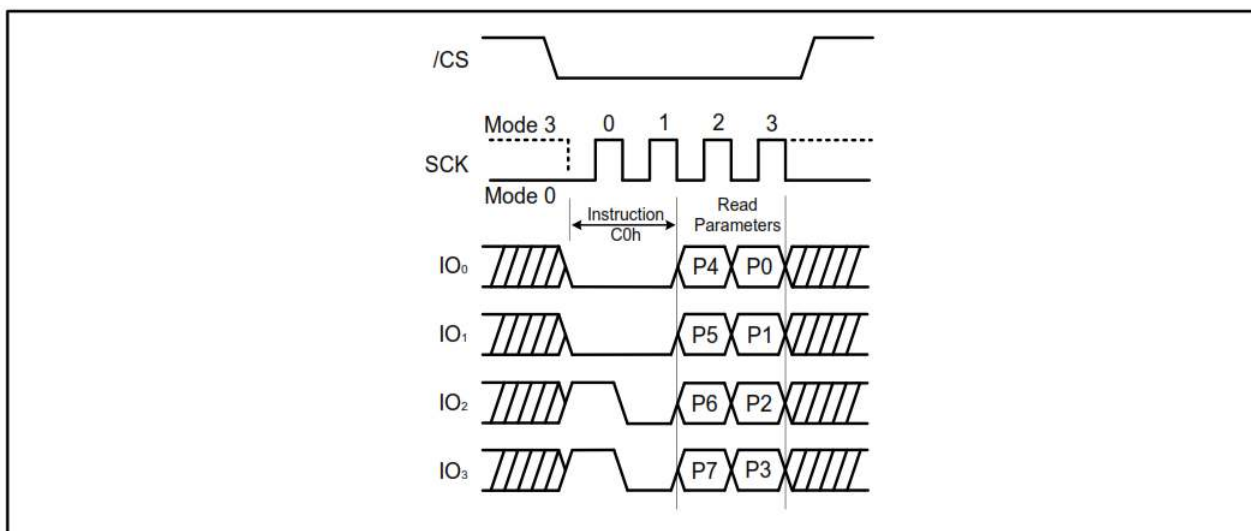 /CS
Mode 3 0 1 2 3
SCK
Mode 0
Instruction
C0h
Read
Parameters
IO₀ P4 P0
IO₁ P5 P1
IO₂ P6 P2
IO₃ P7 P3